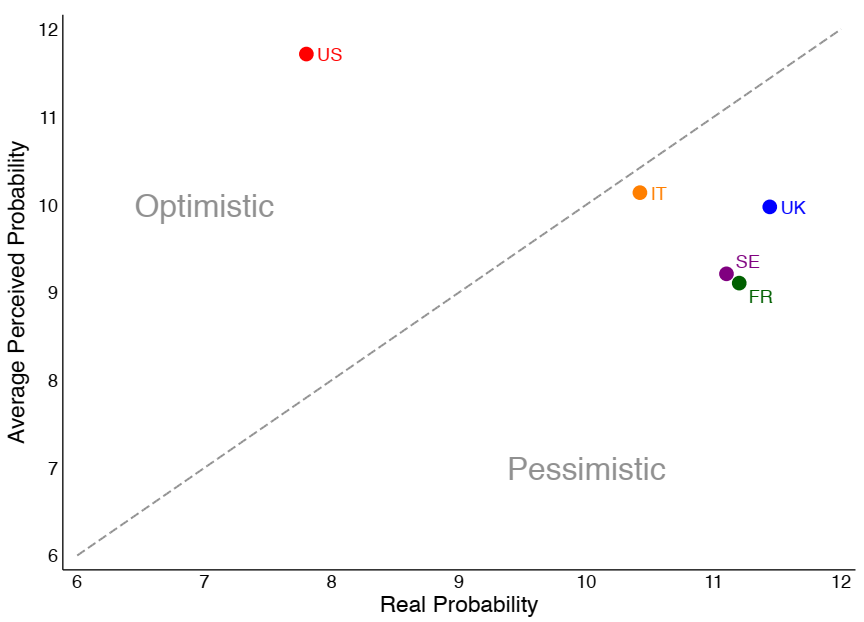 12
US
11
Average Perceived Probability
Optimistic
10
IT
UK
SE
9
FR
8
Pessimistic
7
6
6 7 8 9 10 11 12
Real Probability